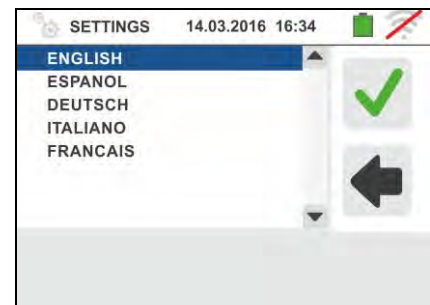 SETTINGS 14.03.2016 16:34
ENGLISH
ESPANOL
DEUTSCH
ITALIANO
FRANCAIS